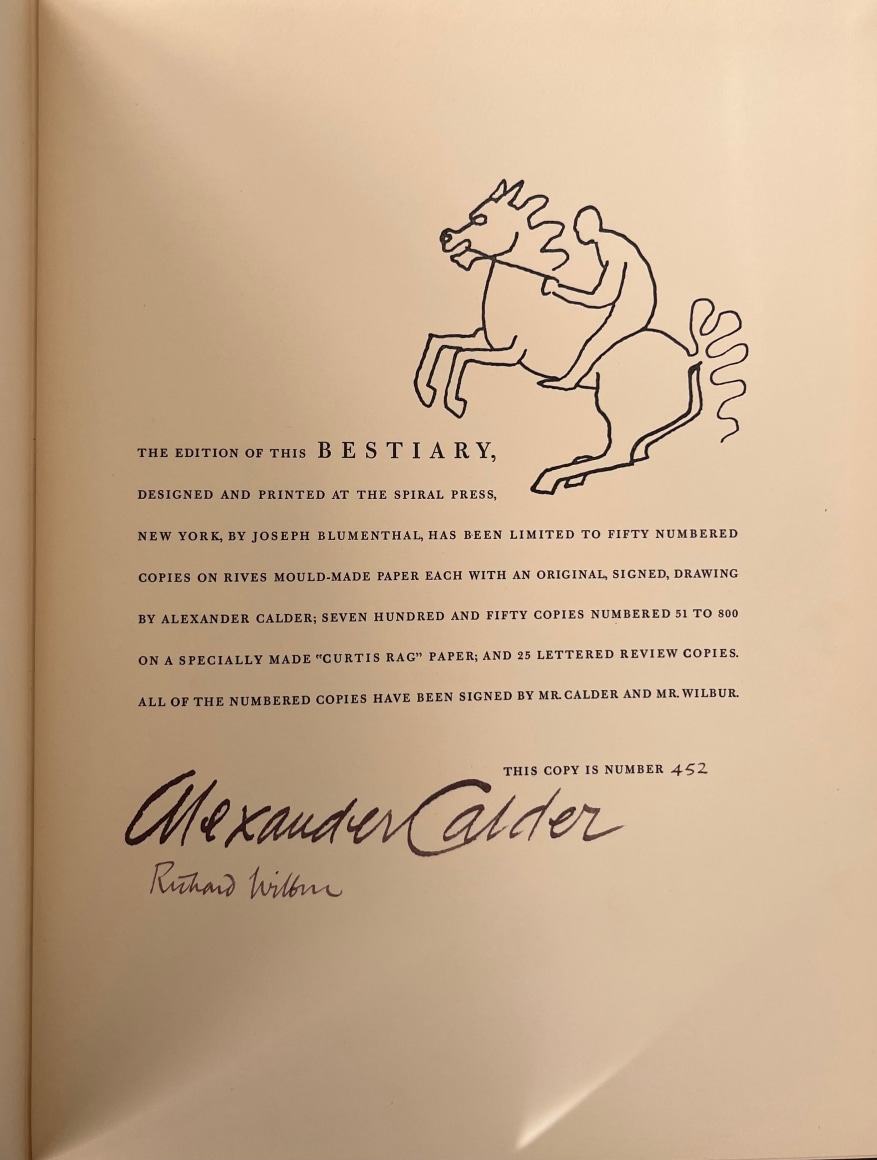 THE EDITION OF THIS BESTIARY,
DESIGNED AND PRINTED AT THE SPIRAL PRESS,
NEW YORK, BY JOSEPH BLUMENTHAL, HAS BEEN LIMITED TO FIFTY NUMBERED
COPIES ON RIVES MOULD-MADE PAPER EACH WITH AN ORIGINAL, SIGNED, DRAWING
BY ALEXANDER CALDER; SEVEN HUNDRED AND FIFTY COPIES NUMBERED 51 TO 800
ON A SPECIALLY MADE "CURTIS RAG" PAPER; AND 25 LETTERED REVIEW COPIES.
ALL OF THE NUMBERED COPIES HAVE BEEN SIGNED BY MR. CALDER AND MR. WILBUR.
THIS COPY IS NUMBER 452
Alexander Calder
Richard Wilbur